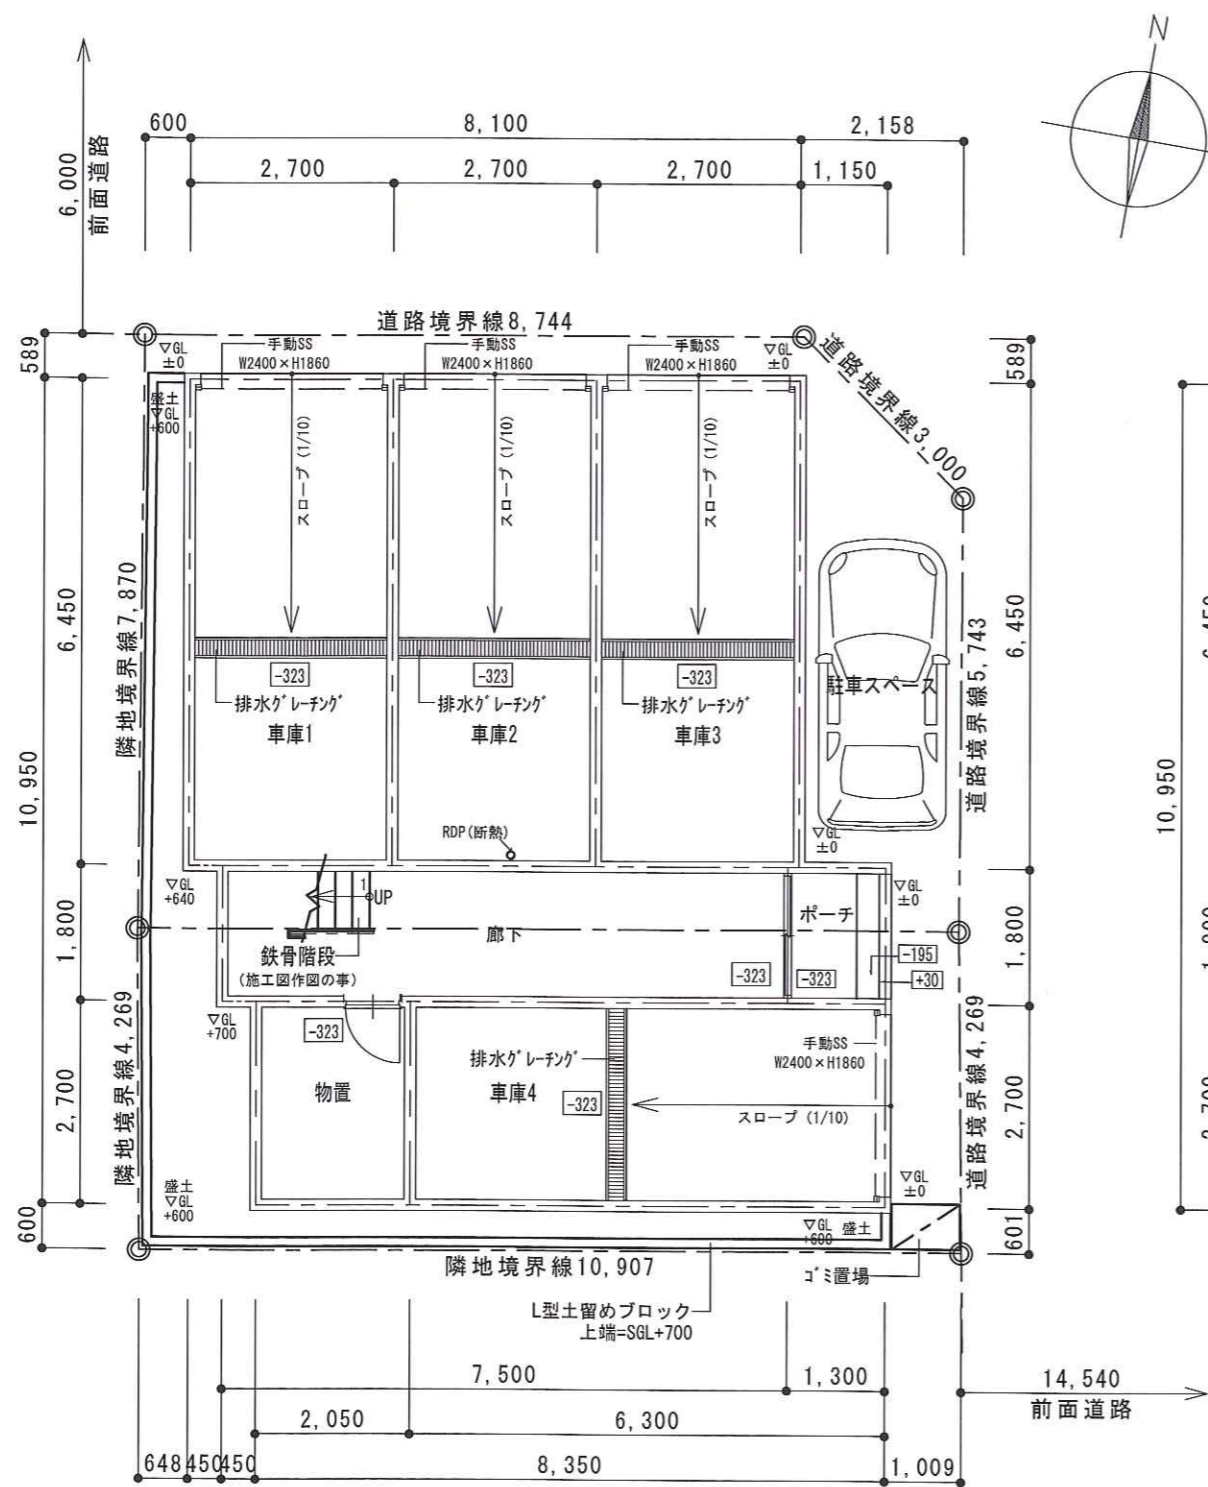 N
600
8,100
2,158
2,700
2,700
2,700
1,150
6,000
前面道路
道路境界線8,744
589
589
▽GL
±0
手動SS
W2400×H1860
手動SS
W2400×H1860
手動SS
W2400×H1860
▽GL
±0
道路境界線3,000
盛土
▽GL
+600
スロープ (1/10)
スロープ (1/10)
スロープ (1/10)
隣地境界線7,870
6,450
10,950
-323
-323
-323
排水グレーチング
排水グレーチング
排水グレーチング
車庫1
車庫2
車庫3
駐車スペース
道路境界線5,743
6,450
10,950
RDP(断熱)
▽GL
±0
▽GL
+640
1
UP
▽GL
±0
ポーチ
廊下
鉄骨階段
(施工図作図の事)
-323
-323
-195
+30
1,800
1,800
▽GL
+700
-323
物置
排水グレーチング
車庫4
-323
手動SS
W2400×H1860
スロープ (1/10)
隣地境界線4,269
道路境界線4,269
2,700
2,700
盛土
▽GL
+600
▽GL
±0
▽GL 盛土
+600
600
601
隣地境界線10,907
ゴミ置場
L型土留めブロック
上端=SGL+700
7,500
1,300
14,540
前面道路
2,050
6,300
648
450
450
8,350
1,009